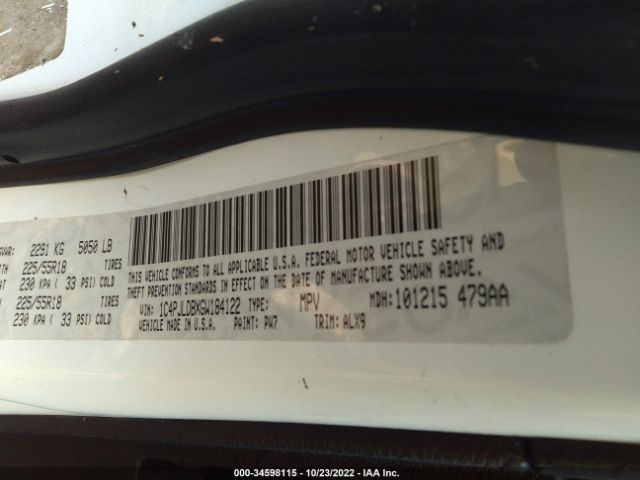 GVWR: 2291 KG 5050 LB
225/55R18 TIRES
230 KPA ( 33 PSI) COLD
225/55R18 TIRES
230 KPA ( 33 PSI) COLD
THIS VEHICLE CONFORMS TO ALL APPLICABLE U.S.A. FEDERAL MOTOR VEHICLE SAFETY AND
THEFT PREVENTION STANDARDS IN EFFECT ON THE DATE OF MANUFACTURE SHOWN ABOVE.
VIN: 1C4PJLDBXGW184122 TYPE: MPV MDH: 101215 479AA
MADE IN U.S.A. PAINT: PW7 TRIM: ALX9
000-34598115 - 10/23/2022 - IAA Inc.